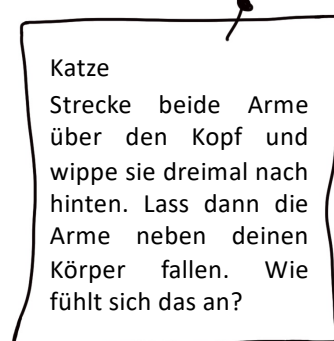 Katze
Strecke beide Arme
über den Kopf und
wippe sie dreimal nach
hinten. Lass dann die
Arme neben deinen
Körper fallen. Wie
fühlt sich das an?